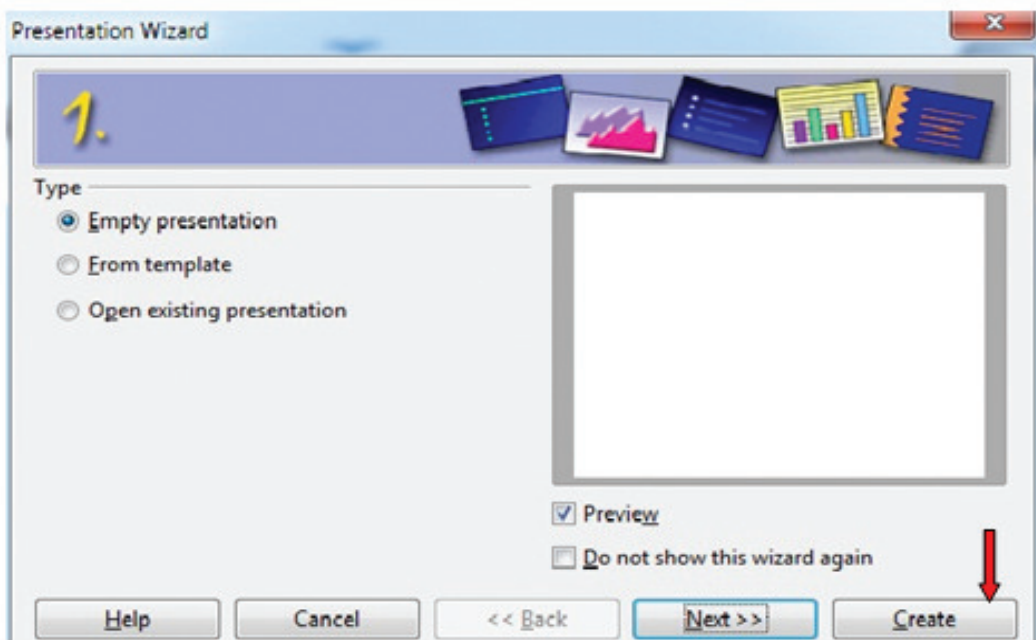 Presentation Wizard
1.
Type
Empty presentation
From template
Open existing presentation
Preview
Do not show this wizard again
Help
Cancel
<< Back
Next >>
Create